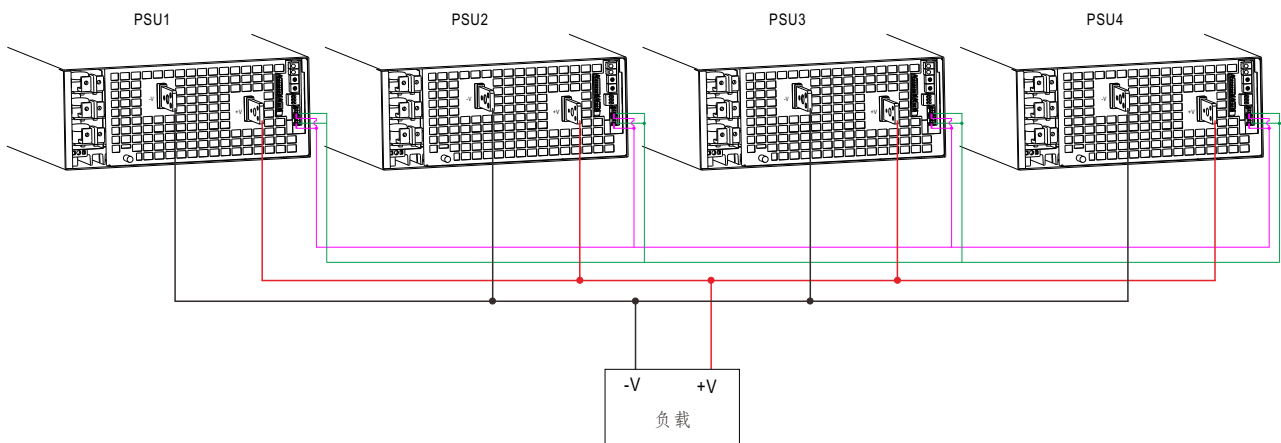 PSU1 PSU2 PSU3 PSU4
-V +V -V +V -V +V -V +V
-V +V
负载